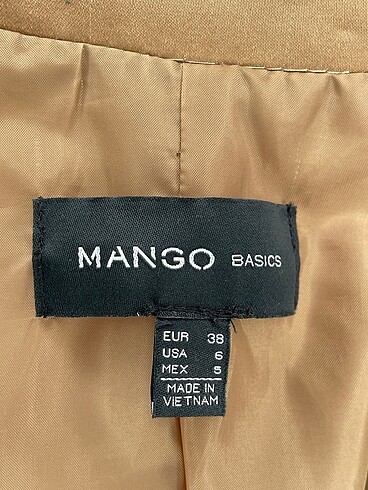 MANGO BASICS
EUR 38
USA 6
MEX 5
MADE IN
VIETNAM